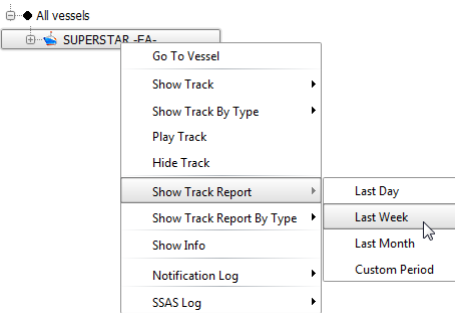 All vessels
SUPERSTAR -EA-
Go To Vessel
Show Track
Show Track By Type
Play Track
Hide Track
Show Track Report
Last Day
Show Track Report By Type
Last Week
Show Info
Last Month
Notification Log
Custom Period
SSAS Log